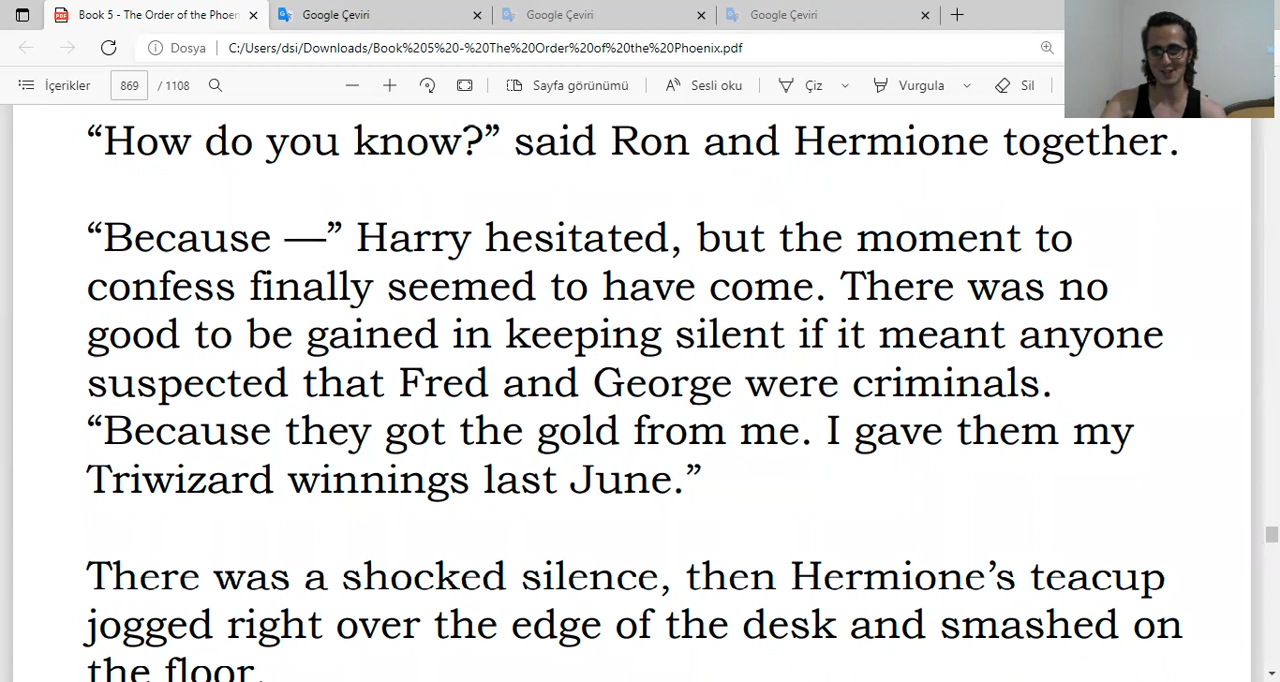 Book 5 - The Order of the Phoen
Google Çeviri
Google Çeviri
Google Çeviri
Dosya
C:/Users/dsi/Downloads/Book%205%20-%20The%20Order%20of%20the%20Phoenix.pdf
İçerikler
869 / 1108
Sayfa görünümü
Sesli oku
Çiz
Vurgula
Sil
“How do you know?” said Ron and Hermione together.
“Because —” Harry hesitated, but the moment to
confess finally seemed to have come. There was no
good to be gained in keeping silent if it meant anyone
suspected that Fred and George were criminals.
“Because they got the gold from me. I gave them my
Triwizard winnings last June.”
There was a shocked silence, then Hermione’s teacup
jogged right over the edge of the desk and smashed on
the floor.